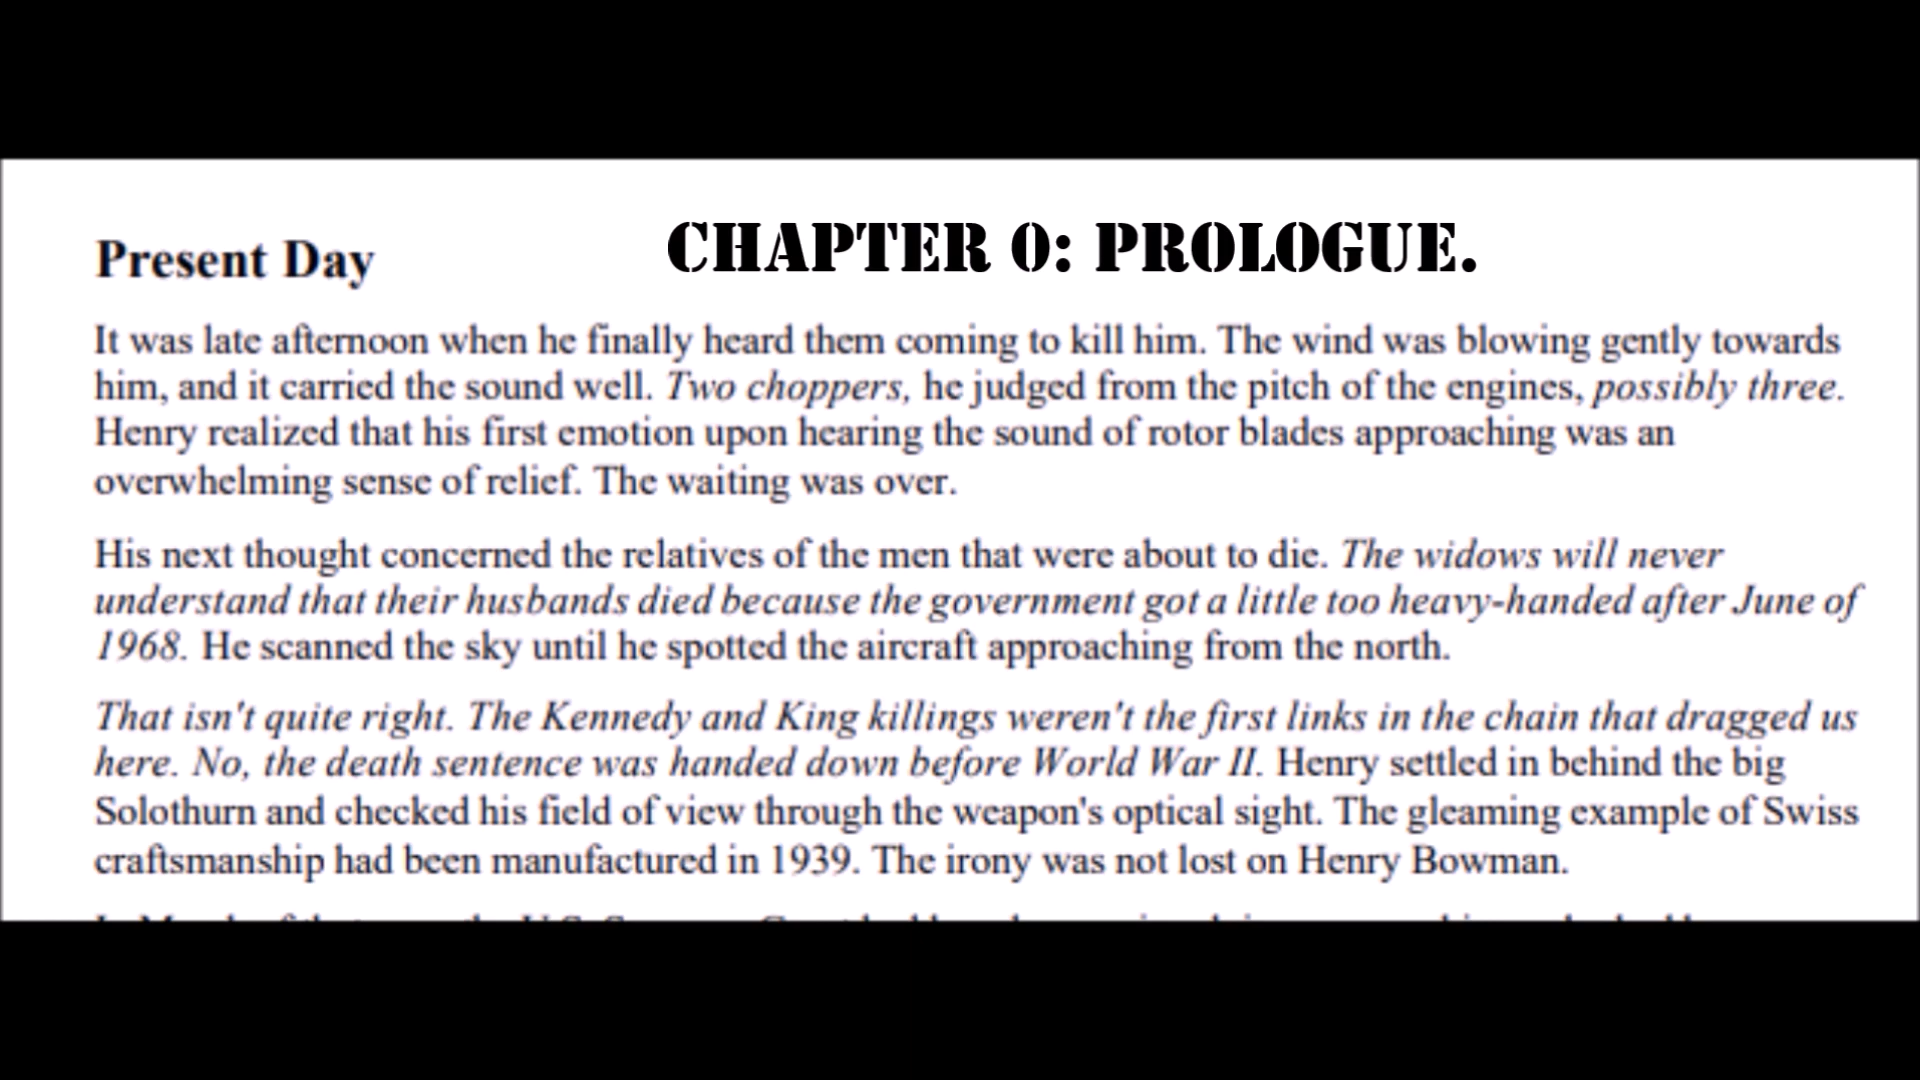 Present Day
CHAPTER 0: PROLOGUE.
It was late afternoon when he finally heard them coming to kill him. The wind was blowing gently towards
him, and it carried the sound well. Two choppers, he judged from the pitch of the engines, possibly three.
Henry realized that his first emotion upon hearing the sound of rotor blades approaching was an
overwhelming sense of relief. The waiting was over.
His next thought concerned the relatives of the men that were about to die. The widows will never
understand that their husbands died because the government got a little too heavy-handed after June of
1968. He scanned the sky until he spotted the aircraft approaching from the north.
That isn't quite right. The Kennedy and King killings weren't the first links in the chain that dragged us
here. No, the death sentence was handed down before World War II. Henry settled in behind the big
Solothurn and checked his field of view through the weapon's optical sight. The gleaming example of Swiss
craftsmanship had been manufactured in 1939. The irony was not lost on Henry Bowman.